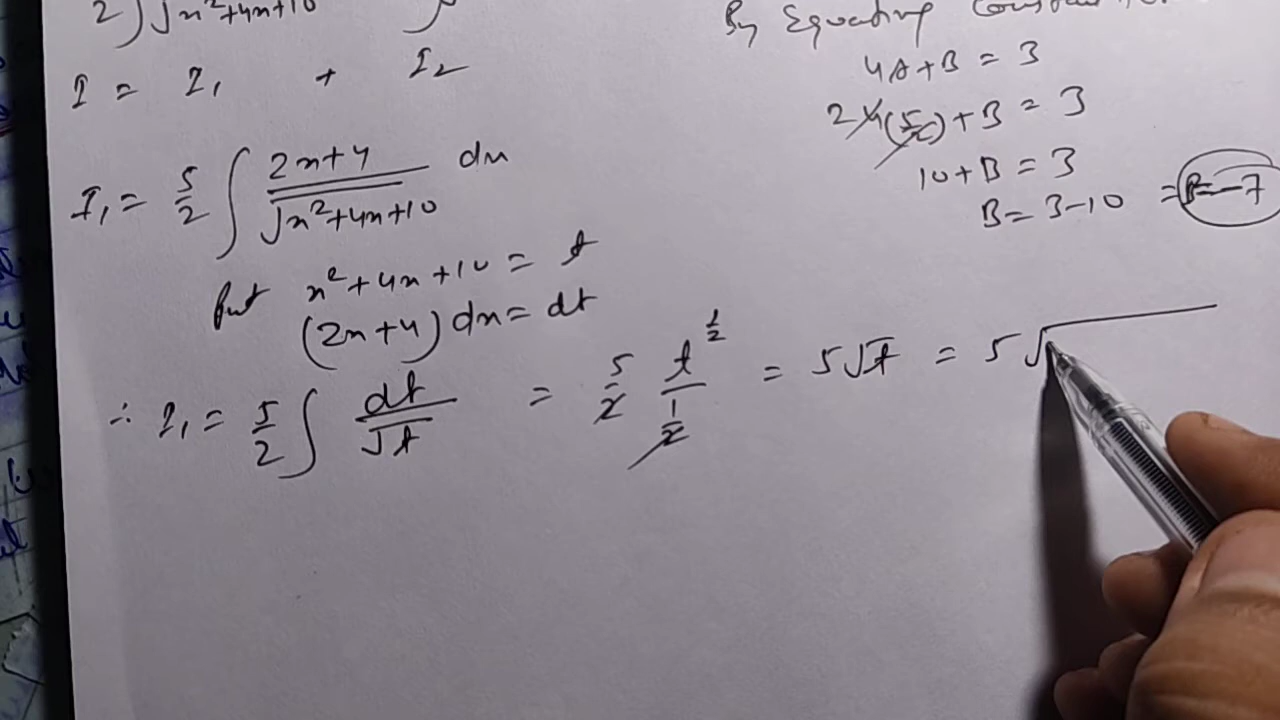 2 ∫ √x²+4x+10
I = I₁ + I₂
I₁ = 5/2 ∫ 2x+4 / √x²+4x+10 dx
Put x²+4x+10 = t
(2x+4) dx = dt
∴ I₁ = 5/2 ∫ dt/√t = 5/2 t^½ / ½ = 5√t = 5√
By Equating
4A+B = 3
4(5/2)+B = 3
10+B = 3
B = 3-10 = B = -7